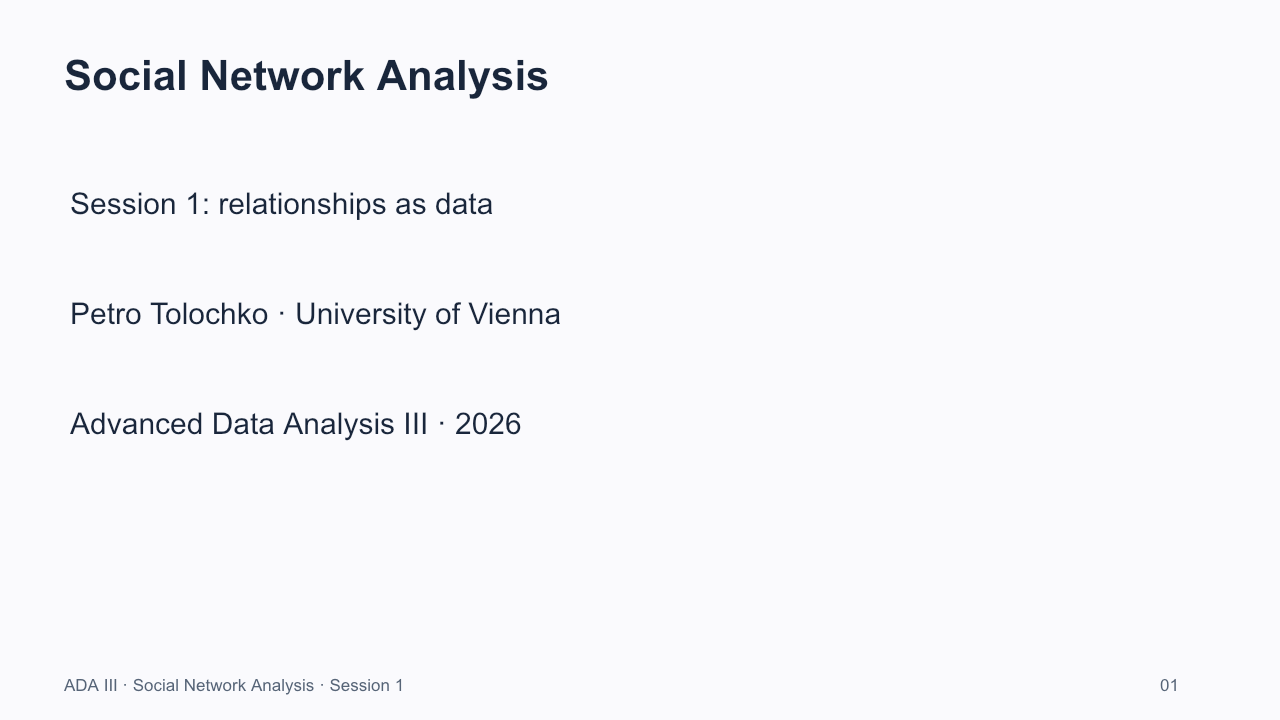 Social Network Analysis
Session 1: relationships as data
Petro Tolochko · University of Vienna
Advanced Data Analysis III · 2026
ADA III · Social Network Analysis · Session 1
01